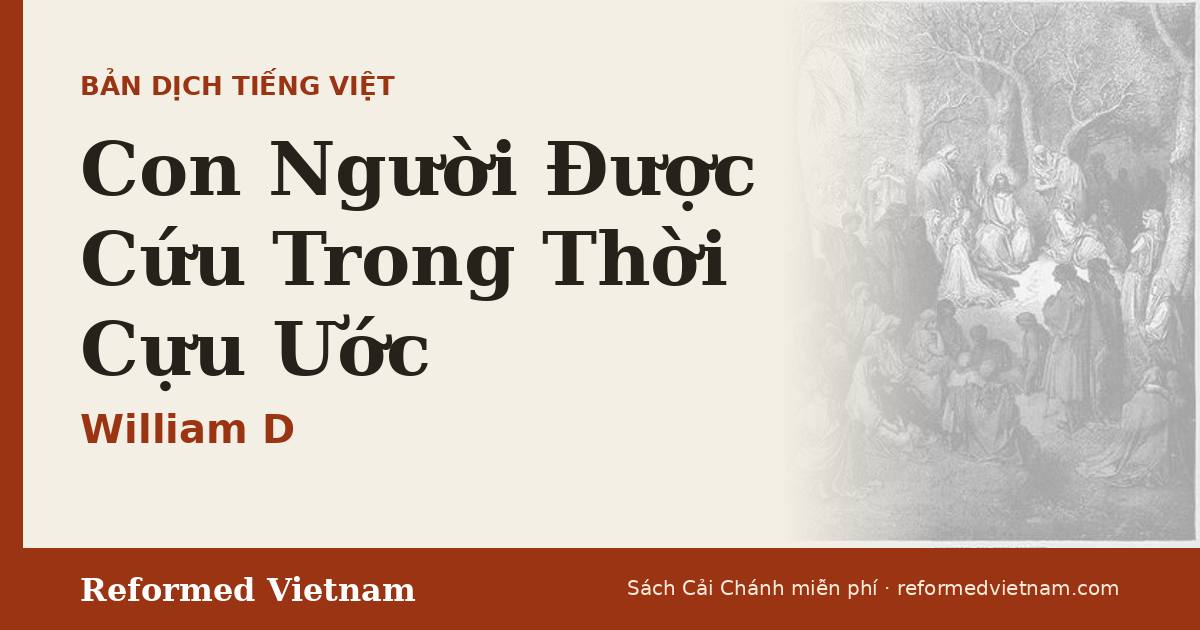 BẢN DỊCH TIẾNG VIỆT
Con Người Được
Cứu Trong Thời
Cựu Ước
William D
Reformed Vietnam
Sách Cải Chánh miễn phí · reformedvietnam.com